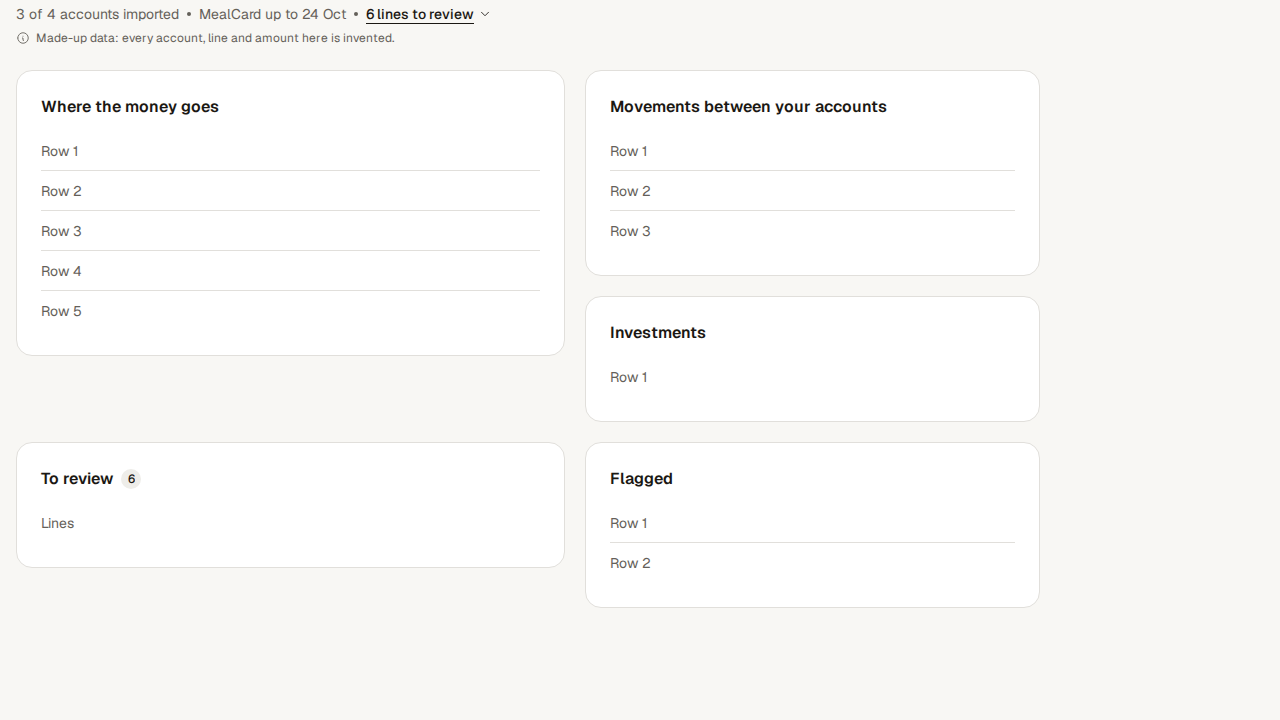 3 of 4 accounts imported • MealCard up to 24 Oct • 6 lines to review
Made-up data: every account, line and amount here is invented.
Where the money goes
Row 1
Row 2
Row 3
Row 4
Row 5
Movements between your accounts
Row 1
Row 2
Row 3
Investments
Row 1
To review 6
Lines
Flagged
Row 1
Row 2